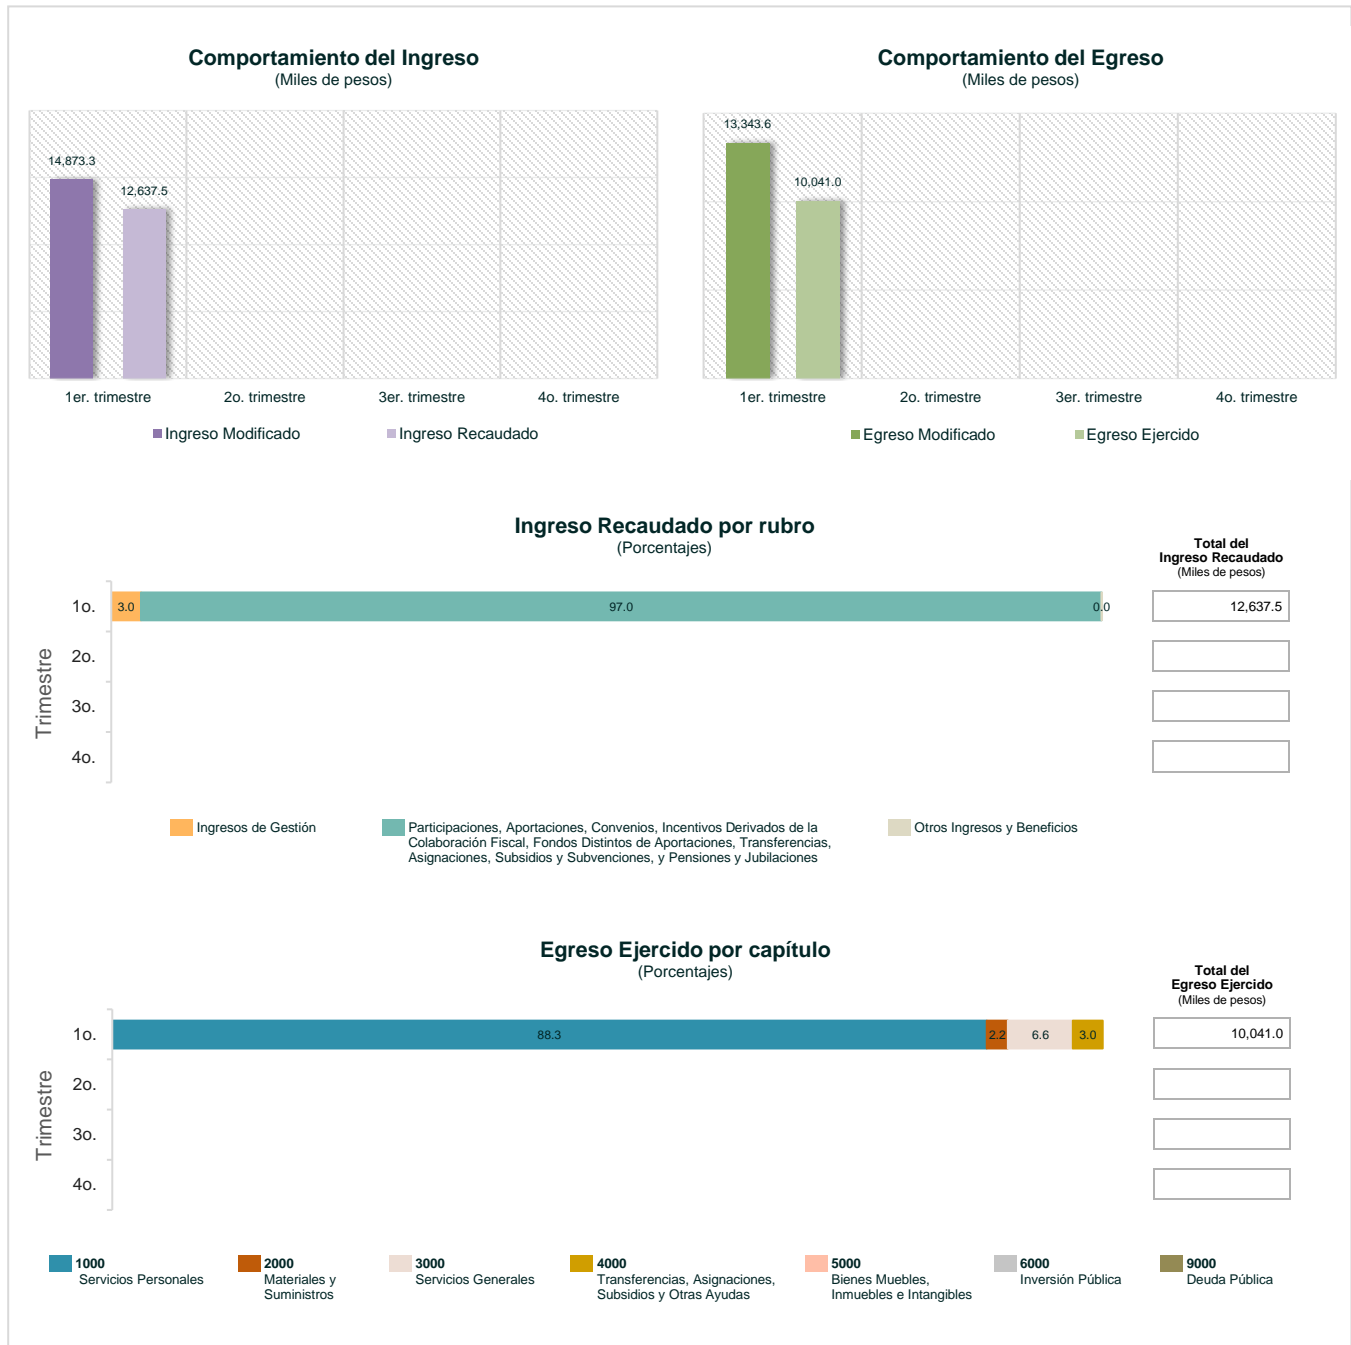 Comportamiento del Ingreso
(Miles de pesos)
14,873.3
12,637.5
1er. trimestre
2o. trimestre
3er. trimestre
4o. trimestre
Ingreso Modificado
Ingreso Recaudado
Comportamiento del Egreso
(Miles de pesos)
13,343.6
10,041.0
1er. trimestre
2o. trimestre
3er. trimestre
4o. trimestre
Egreso Modificado
Egreso Ejercido
Ingreso Recaudado por rubro
(Porcentajes)
Total del
Ingreso Recaudado
(Miles de pesos)
Trimestre
1o.
3.0
97.0
0.0
12,637.5
2o.
3o.
4o.
Ingresos de Gestión
Participaciones, Aportaciones, Convenios, Incentivos Derivados de la
Colaboración Fiscal, Fondos Distintos de Aportaciones, Transferencias,
Asignaciones, Subsidios y Subvenciones, y Pensiones y Jubilaciones
Otros Ingresos y Beneficios
Egreso Ejercido por capítulo
(Porcentajes)
Total del
Egreso Ejercido
(Miles de pesos)
Trimestre
1o.
88.3
2.2
6.6
3.0
10,041.0
2o.
3o.
4o.
1000
Servicios Personales
2000
Materiales y
Suministros
3000
Servicios Generales
4000
Transferencias, Asignaciones,
Subsidios y Otras Ayudas
5000
Bienes Muebles,
Inmuebles e Intangibles
6000
Inversión Pública
9000
Deuda Pública